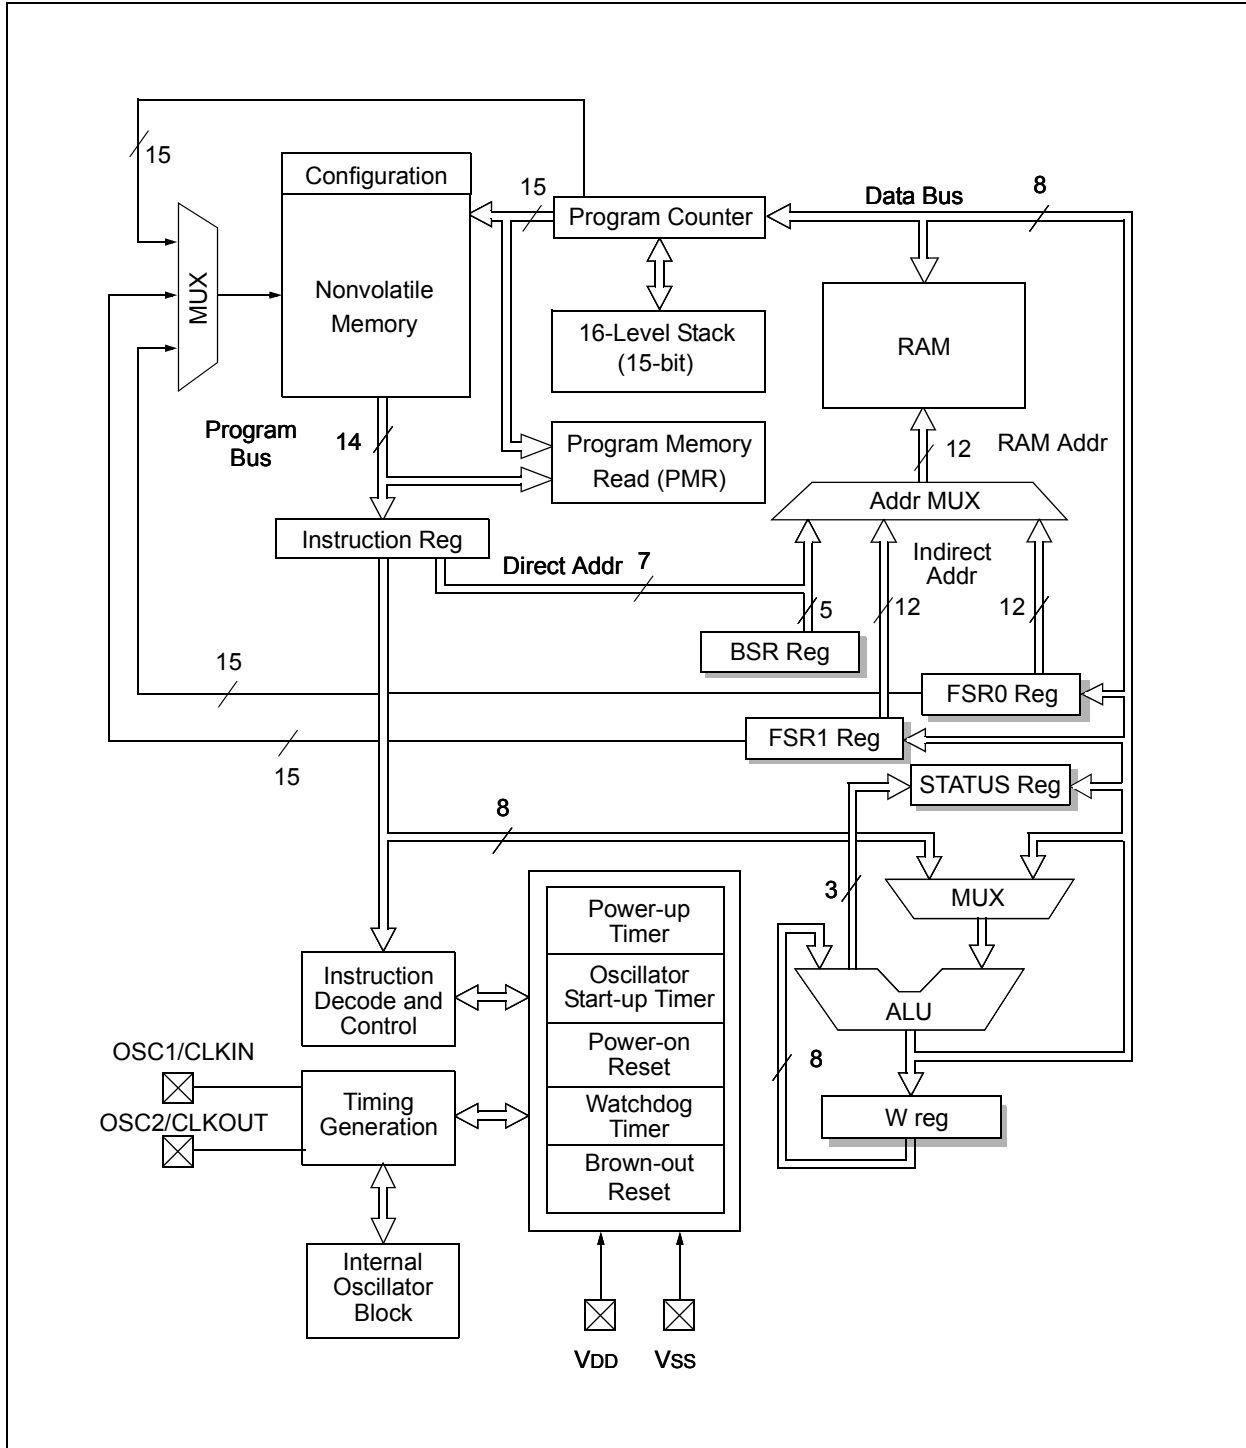 15
Configuration
15
Program Counter
Data Bus
8
MUX
Nonvolatile
Memory
16-Level Stack
(15-bit)
RAM
Program
Bus
14
Program Memory
Read (PMR)
12
RAM Addr
Addr MUX
Instruction Reg
Direct Addr
7
Indirect
Addr
5
12
12
BSR Reg
15
FSR0 Reg
FSR1 Reg
15
STATUS Reg
8
3
MUX
Power-up
Timer
Instruction
Decode and
Control
Oscillator
Start-up Timer
ALU
OSC1/CLKIN
Power-on
Reset
8
OSC2/CLKOUT
Timing
Generation
Watchdog
Timer
W reg
Brown-out
Reset
Internal
Oscillator
Block
VDD
VSS